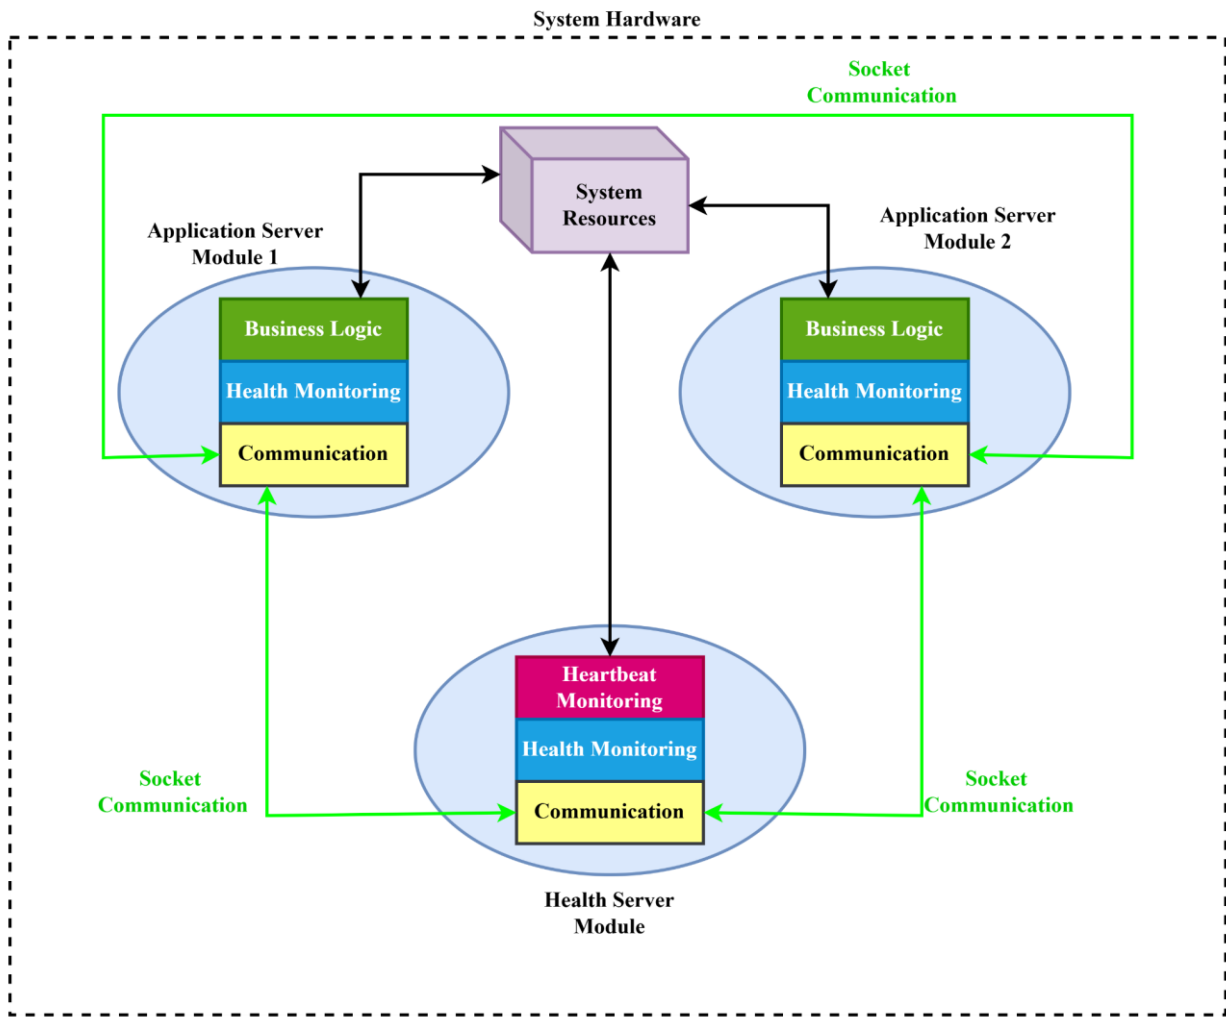 System Hardware
Socket
Communication
System
Resources
Application Server
Module 1
Application Server
Module 2
Business Logic
Health Monitoring
Communication
Business Logic
Health Monitoring
Communication
Heartbeat
Monitoring
Health Monitoring
Communication
Socket
Communication
Socket
Communication
Health Server
Module